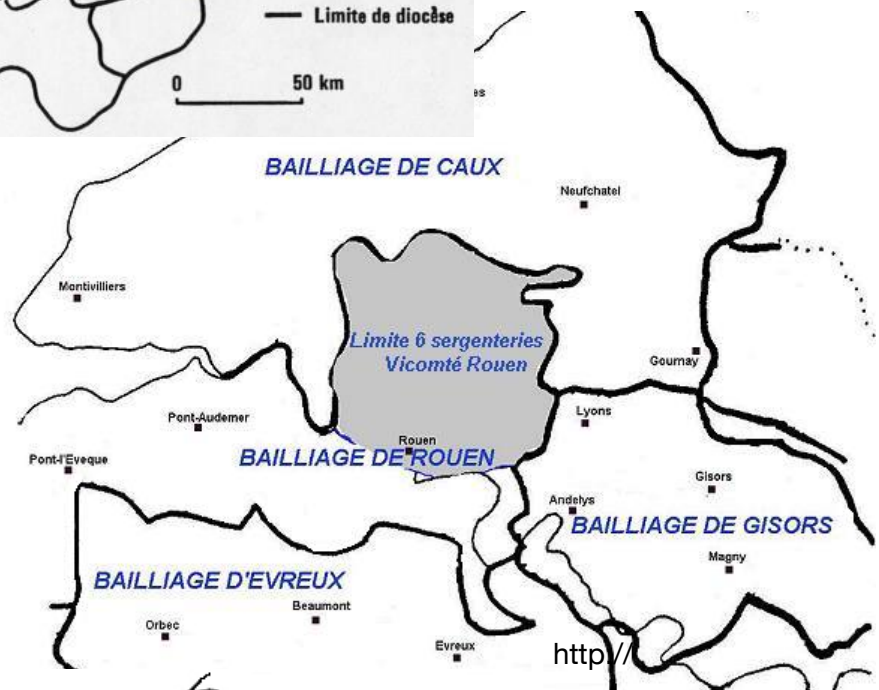 Limite de diocèse
0 50 km
es
BAILLIAGE DE CAUX
Neufchatel
Montivilliers
Limite 6 sergenteries
Vicomté Rouen
Gournay
Lyons
Pont-Audemer
Rouen
BAILLIAGE DE ROUEN
Pont-l'Eveque
Gisors
Andelys
BAILLIAGE DE GISORS
Magny
BAILLIAGE D'EVREUX
Beaumont
Orbec
Evreux
http://